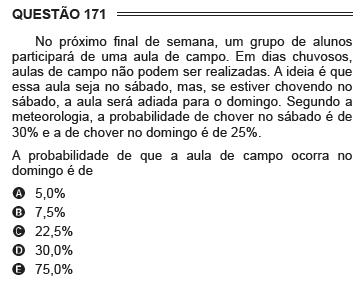 QUESTÃO 171
No próximo final de semana, um grupo de alunos
participará de uma aula de campo. Em dias chuvosos,
aulas de campo não podem ser realizadas. A ideia é que
essa aula seja no sábado, mas, se estiver chovendo no
sábado, a aula será adiada para o domingo. Segundo a
meteorologia, a probabilidade de chover no sábado é de
30% e a de chover no domingo é de 25%.
A probabilidade de que a aula de campo ocorra no
domingo é de
A 5,0%
B 7,5%
C 22,5%
D 30,0%
E 75,0%